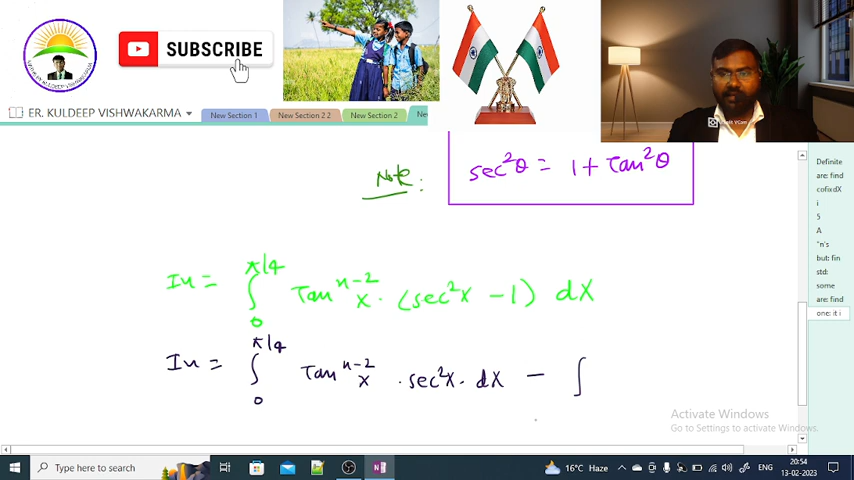 SUBSCRIBE
ER. KULDEEP VISHWAKARMA
New Section 1
New Section 2 2
New Section 2
Note :
sec²θ = 1 + Tan²θ
In = ∫₀^π/4 Tan^n-2 x . (sec²x - 1) dx
In = ∫₀^π/4 Tan^n-2 x . sec²x . dx - ∫
Definite
are: find
cofixdX
i
5
A
"n's
but; fin
std:
some
are: find
one: it i
Activate Windows
Go to Settings to activate Windows.
Type here to search
16°C Haze
ENG
20:54
13-02-2023